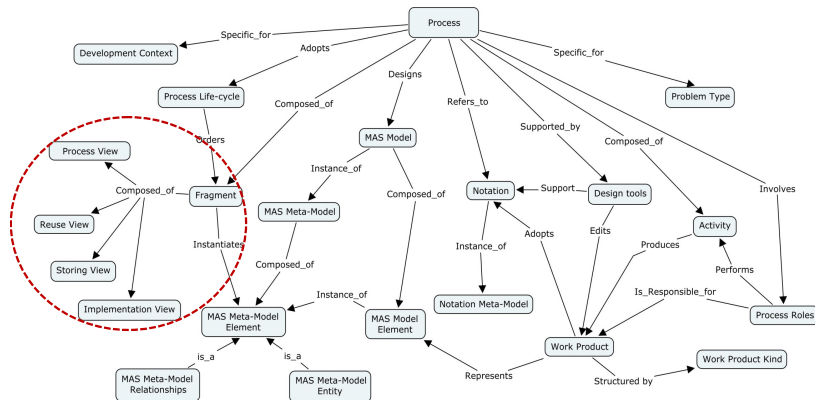 Process
Specific_for
Development Context
Adopts
Specific_for
Designs
Process Life-cycle
Composed_of
Refers_to
Problem Type
Supported_by
Orders
MAS Model
Composed_of
Process View
Instance_of
Composed_of
Fragment
Composed_of
Notation
Support
Design tools
Involves
MAS Meta-Model
Reuse View
Activity
Adopts
Edits
Instantiates
Produces
Instance_of
Composed_of
Storing View
Performs
Is_Responsible_for
Instance_of
Implementation View
Notation Meta-Model
MAS Meta-Model
Element
MAS Model
Element
Process Roles
Work Product
is_a
is_a
Work Product Kind
MAS Meta-Model
Relationships
MAS Meta-Model
Entity
Represents
Structured by